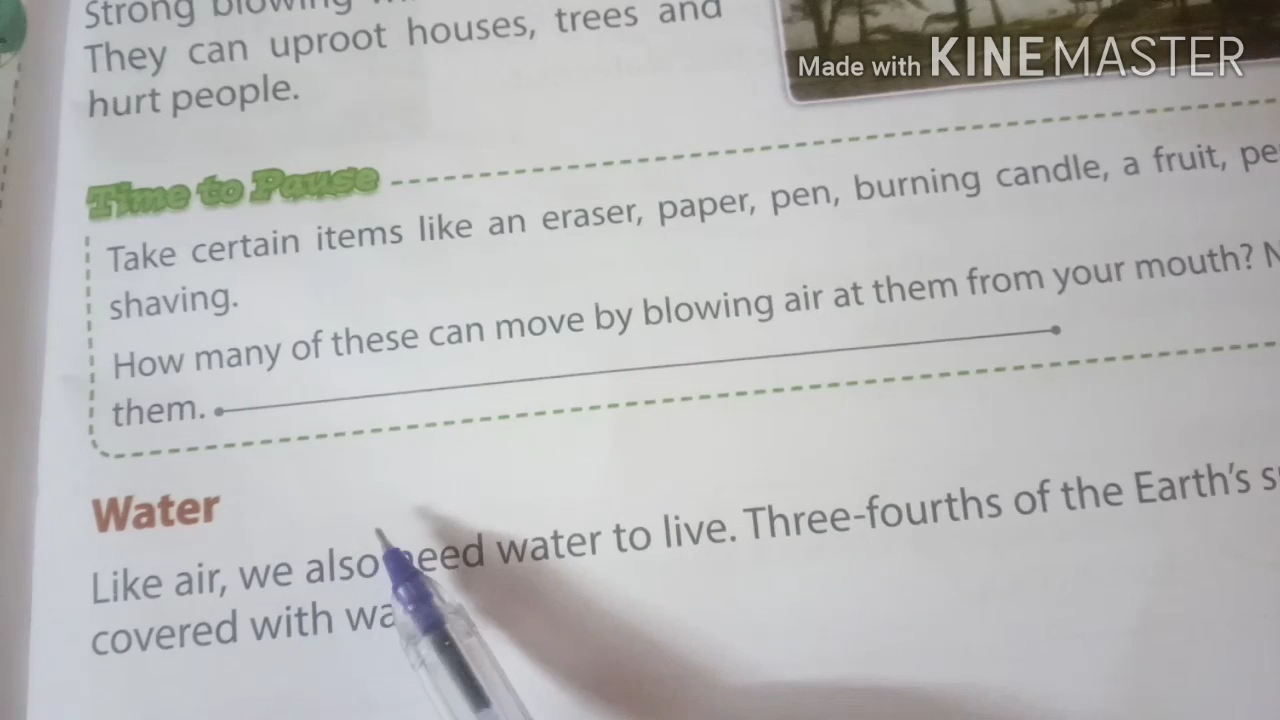 Strong blowing
They can uproot houses, trees and
hurt people.
Made with KINEMASTER
Time to Pause
Take certain items like an eraser, paper, pen, burning candle, a fruit,
shaving.
How many of these can move by blowing air at them from your mouth?
them.
Water
Like air, we also need water to live. Three-fourths of the Earth's
covered with